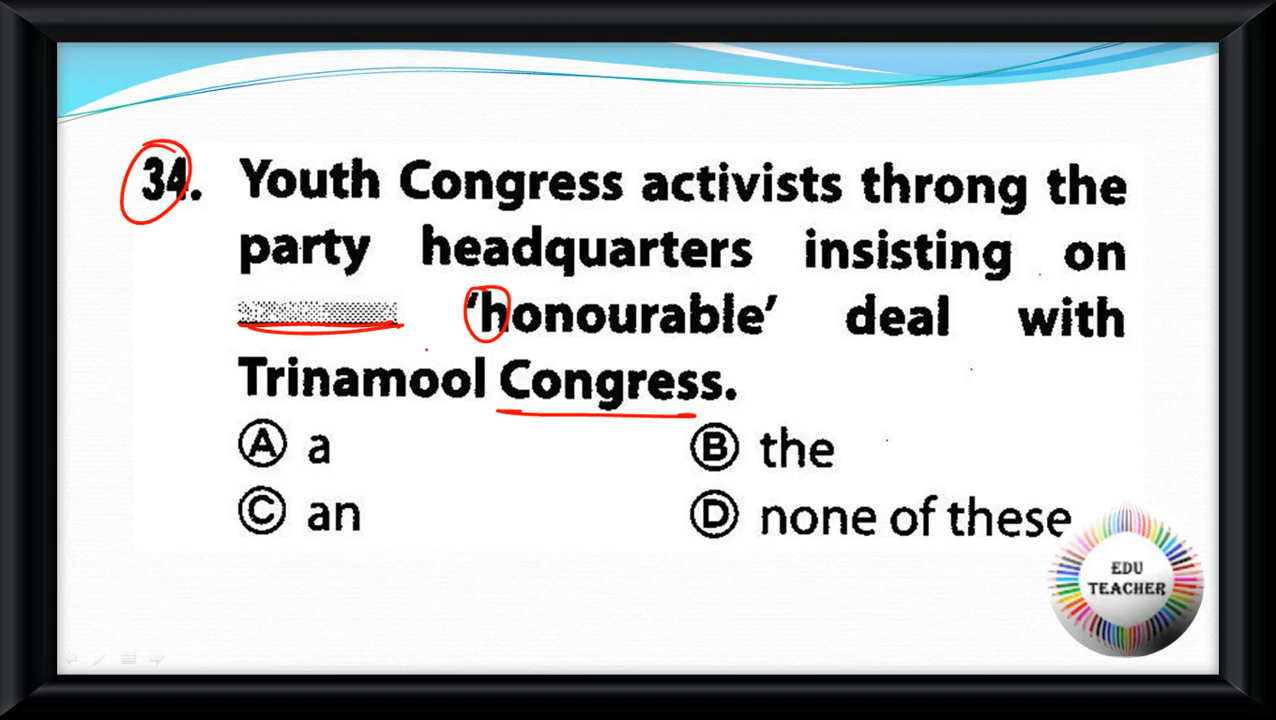 34. Youth Congress activists throng the
party headquarters insisting on
'honourable' deal with
Trinamool Congress.
Ⓐ a Ⓑ the
Ⓒ an Ⓓ none of these
EDU
TEACHER